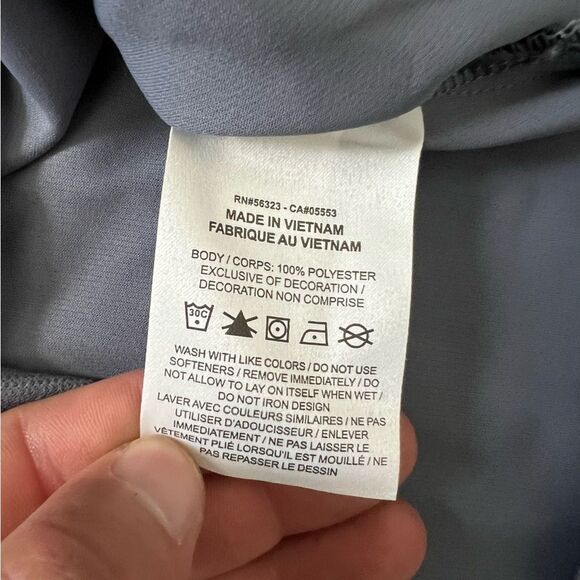 RN#56323 - CA#05553
MADE IN VIETNAM
FABRIQUE AU VIETNAM
BODY / CORPS: 100% POLYESTER
EXCLUSIVE OF DECORATION /
DECORATION NON COMPRISE
30C
WASH WITH LIKE COLORS / DO NOT USE
SOFTENERS / REMOVE IMMEDIATELY / DO
NOT ALLOW TO LAY ON ITSELF WHEN WET /
DO NOT IRON DESIGN
LAVER AVEC COULEURS SIMILAIRES / NE PAS
UTILISER D'ADOUCISSEUR / ENLEVER
IMMEDIATEMENT / NE PAS LAISSER LE
VÊTEMENT PLIÉ LORSQU'IL EST MOUILLÉ / NE
PAS REPASSER LE DESSIN